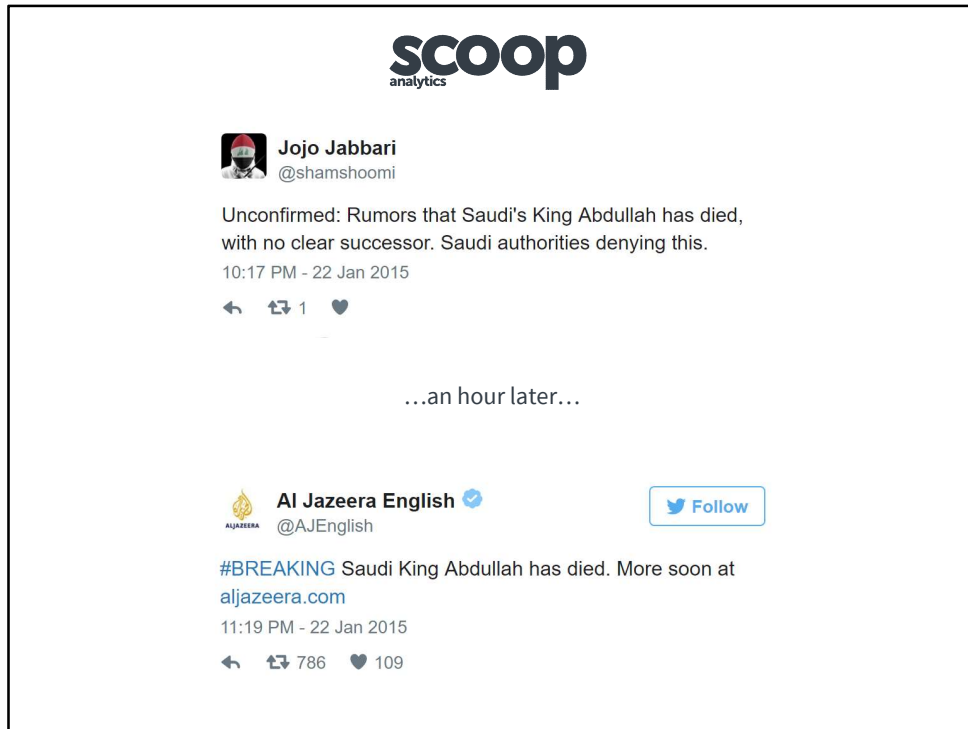 scoop
analytics
Jojo Jabbari
@shamshoomi
Unconfirmed: Rumors that Saudi's King Abdullah has died,
with no clear successor. Saudi authorities denying this.
10:17 PM - 22 Jan 2015
1
…an hour later…
Al Jazeera English
Follow
ALJAZEERA
@AJEnglish
#BREAKING Saudi King Abdullah has died. More soon at
aljazeera.com
11:19 PM - 22 Jan 2015
786 109